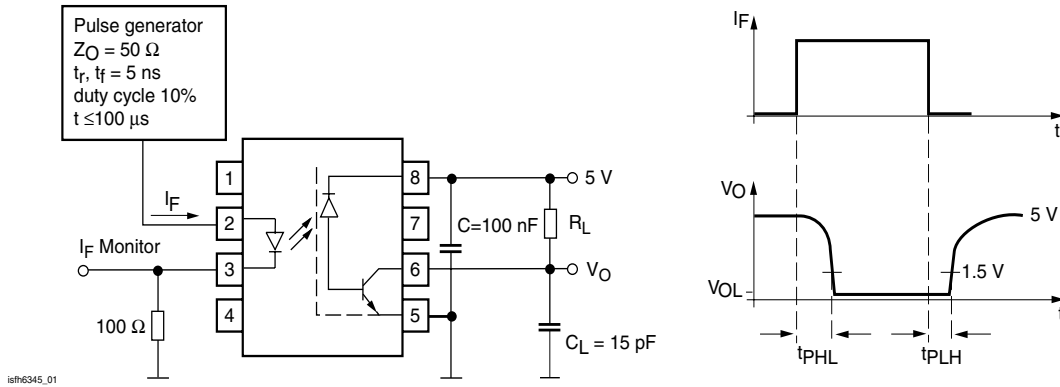 Pulse generator
ZO = 50 Ω
tr, tf = 5 ns
duty cycle 10%
t ≤100 μs
IF
IF Monitor
100 Ω
1
2
3
4
8
7
6
5
5 V
C=100 nF
RL
VO
CL = 15 pF
isfh6345_01
IF
t
VO
5 V
1.5 V
VOL
t
tPHL
tPLH